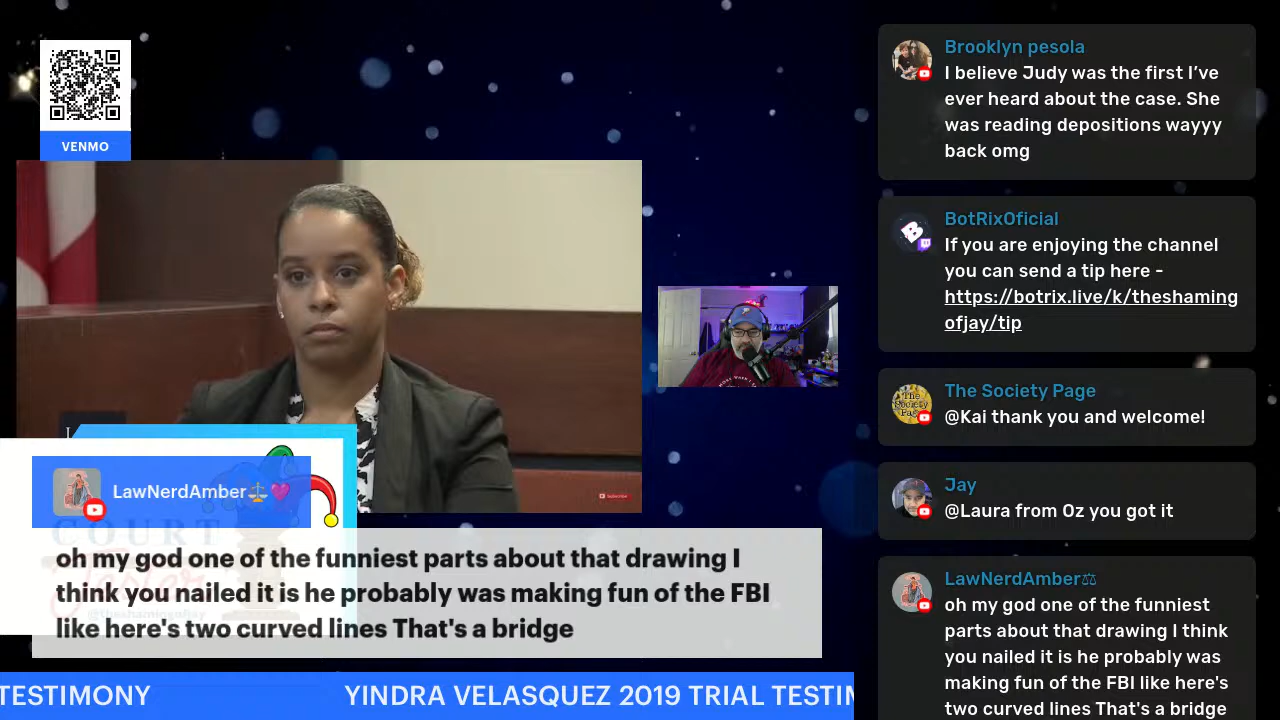 VENMO
LawNerdAmber⚖️💗
COURT
Jester
@theshamingofjay
oh my god one of the funniest parts about that drawing I
think you nailed it is he probably was making fun of the FBI
like here's two curved lines That's a bridge
TESTIMONY
YINDRA VELASQUEZ 2019 TRIAL TESTIM
Brooklyn pesola
I believe Judy was the first I’ve
ever heard about the case. She
was reading depositions wayyy
back omg
BotRixOficial
If you are enjoying the channel
you can send a tip here -
https://botrix.live/k/theshaming
ofjay/tip
The Society Page
@Kai thank you and welcome!
Jay
@Laura from Oz you got it
LawNerdAmber⚖
oh my god one of the funniest
parts about that drawing I think
you nailed it is he probably was
making fun of the FBI like here's
two curved lines That's a bridge